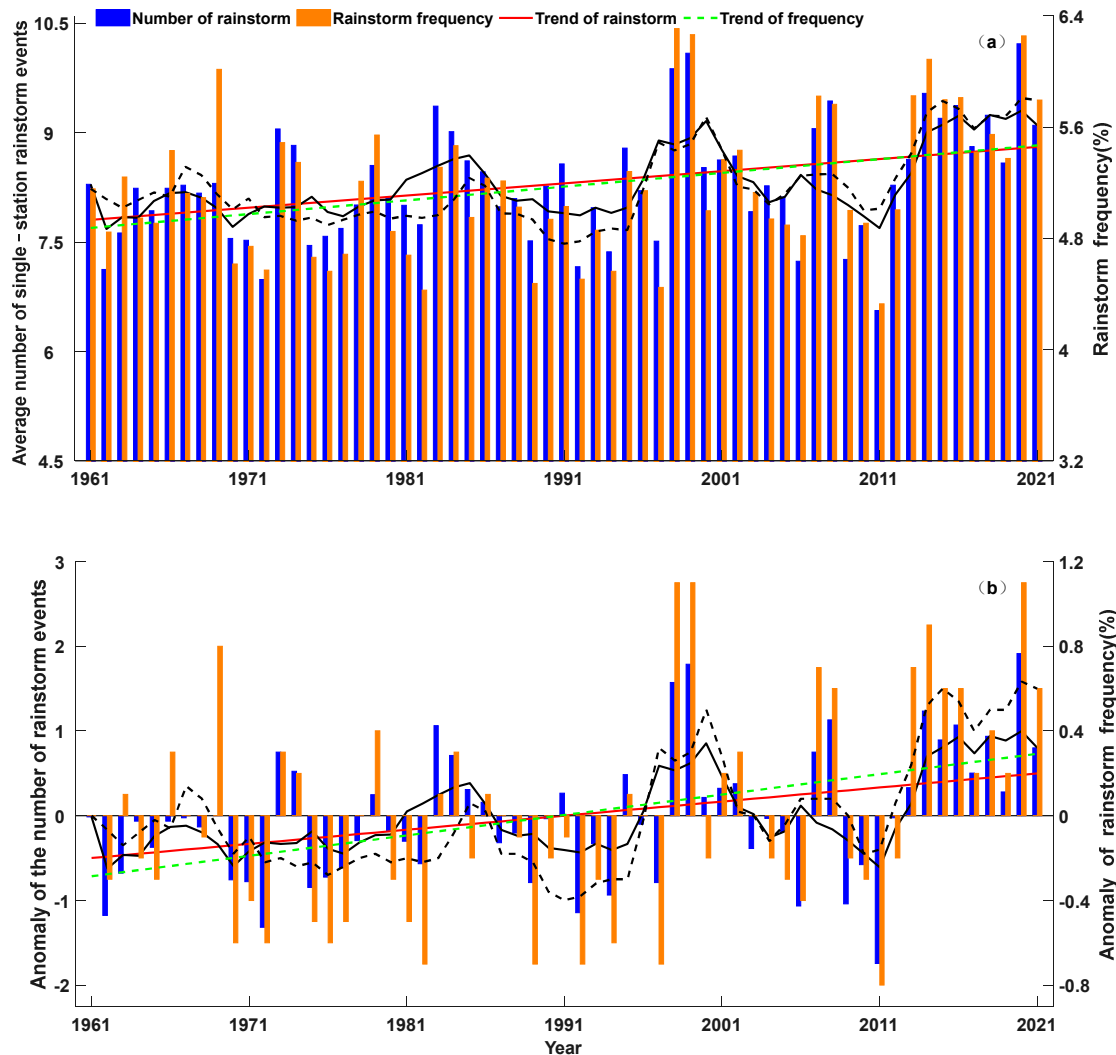 Number of rainstorm Rainstorm frequency Trend of rainstorm Trend of frequency
(a)
Average number of single - station rainstorm events
10.5
9
7.5
6
4.5
6.4
5.6
4.8
4
3.2
Rainstorm frequency(%)
1961 1971 1981 1991 2001 2011 2021
(b)
Anomaly of the number of rainstorm events
3
2
1
0
-1
-2
1.2
0.8
0.4
0
-0.4
-0.8
Anomaly of rainstorm frequency(%)
1961 1971 1981 1991 2001 2011 2021
Year